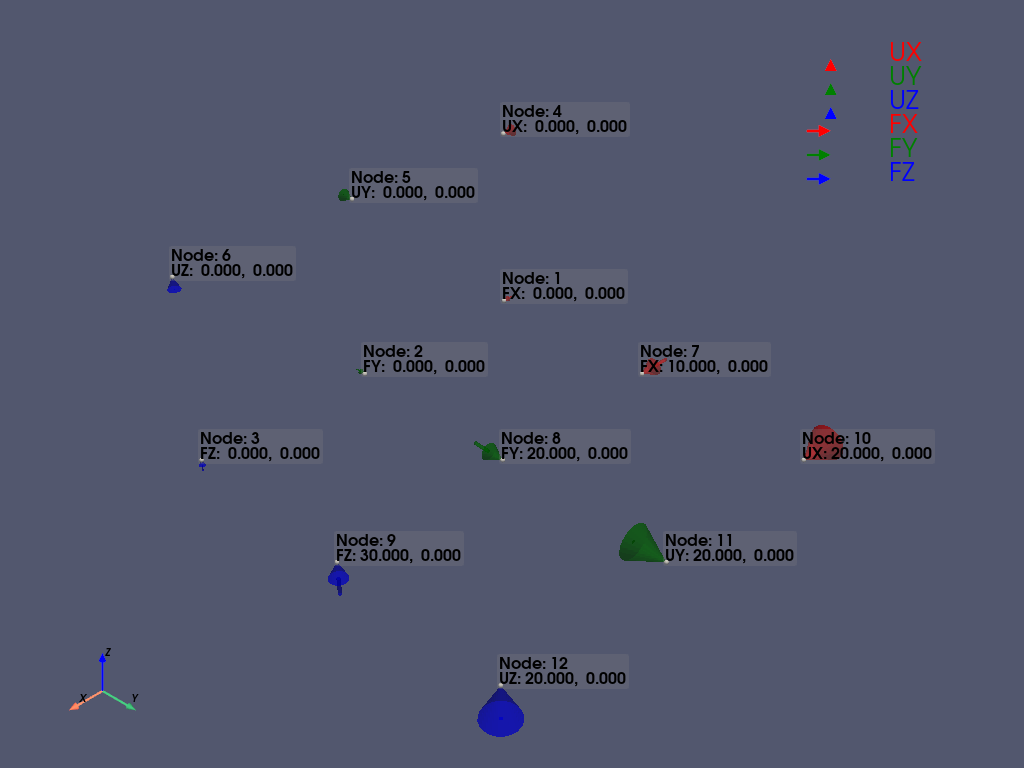 UX
UY
UZ
FX
FY
FZ
Node: 4
UX: 0.000, 0.000
Node: 5
UY: 0.000, 0.000
Node: 6
UZ: 0.000, 0.000
Node: 1
FX: 0.000, 0.000
Node: 2
FY: 0.000, 0.000
Node: 7
FX: 10.000, 0.000
Node: 3
FZ: 0.000, 0.000
Node: 8
FY: 20.000, 0.000
Node: 10
UX: 20.000, 0.000
Node: 9
FZ: 30.000, 0.000
Node: 11
UY: 20.000, 0.000
Node: 12
UZ: 20.000, 0.000
Z
X
Y